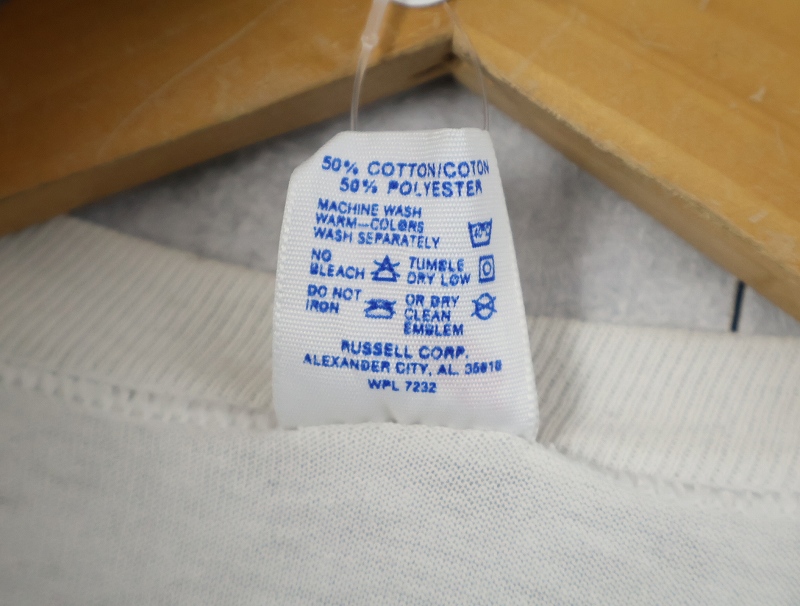 50% COTTON/COTON
50% POLYESTER
MACHINE WASH
WARM-COLORS
WASH SEPARATELY
NO
BLEACH
TUMBLE
DRY LOW
DO NOT
IRON
OR DRY
CLEAN
EMBLEM
RUSSELL CORP.
ALEXANDER CITY, AL. 35010
WPL 7232